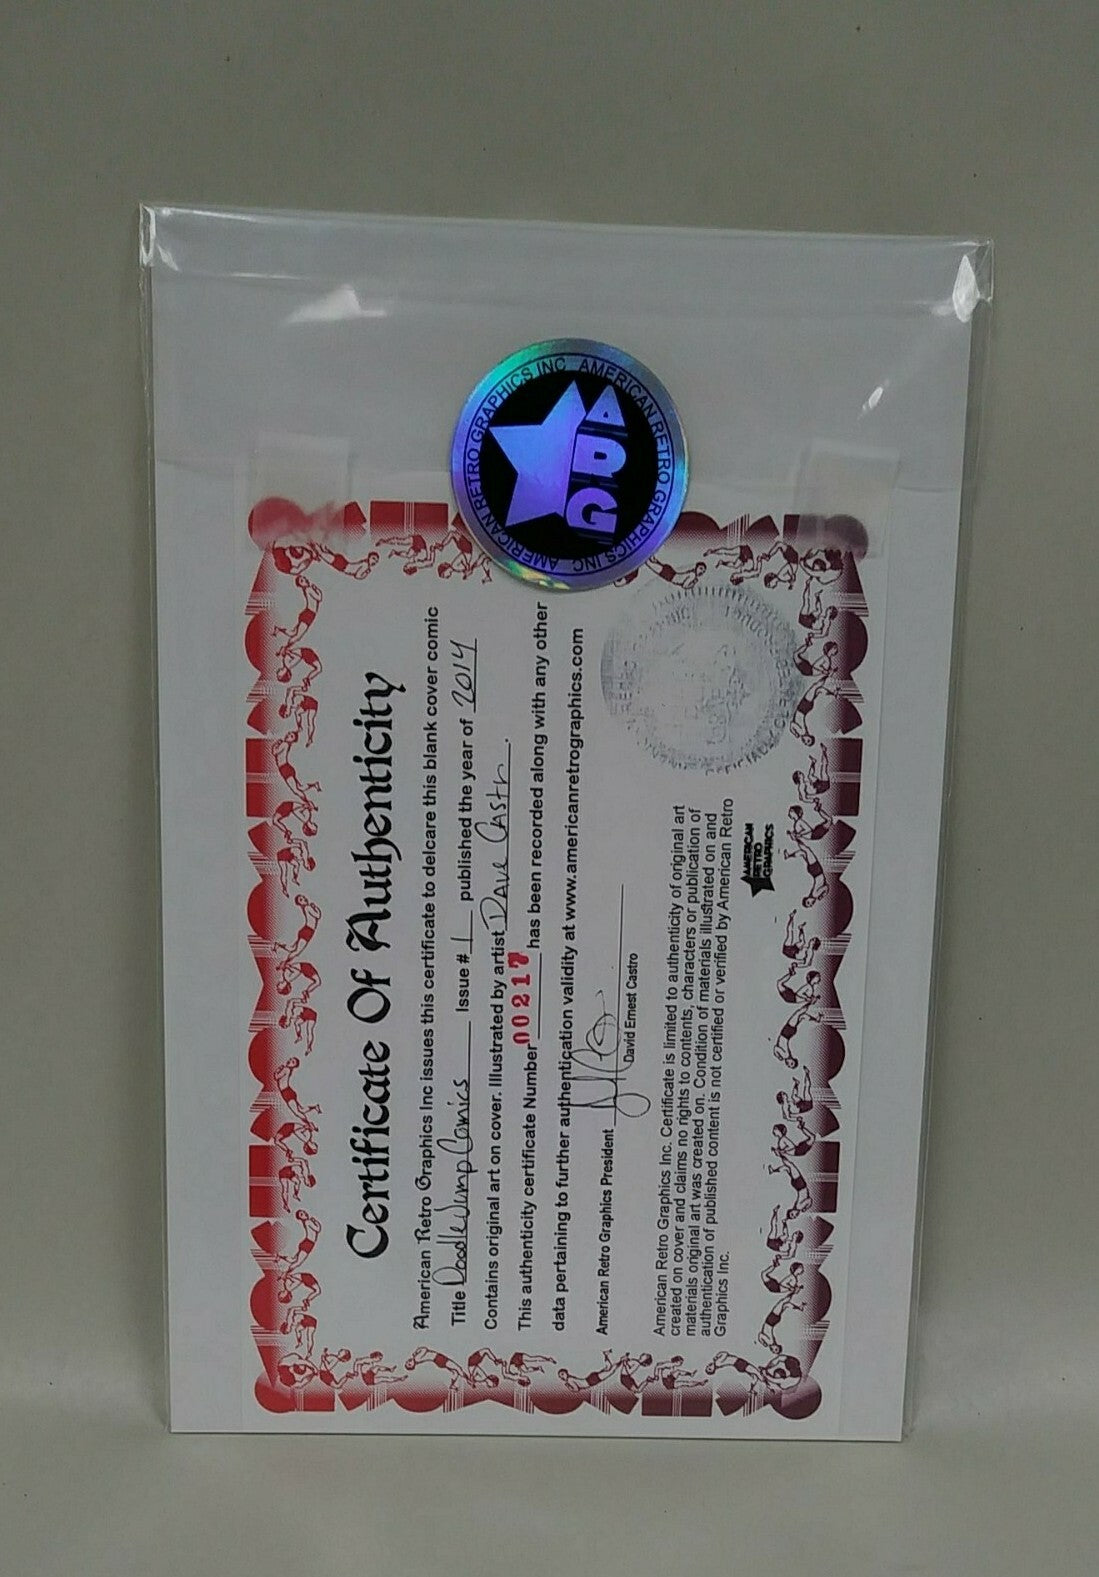 AMERICAN RETRO GRAPHICS INC AMERICAN RETRO GRAPHICS INC
ARG
Certificate Of Authenticity
American Retro Graphics Inc issues this certificate to delcare this blank cover comic
Title Doodle Jump Comics Issue # 1 published the year of 2014
Contains original art on cover. Illustrated by artist Dave Castr.
This authenticity certificate Number 00217 has been recorded along with any other
data pertaining to further authentication validity at www.americanretrographics.com
American Retro Graphics President
David Ernest Castro
American Retro Graphics Inc. Certificate is limited to authenticity of original art
created on cover and claims no rights to contents, characters or publication of
materials original art was created on. Condition of materials illustrated on and
authentication of published content is not certified or verified by American Retro
Graphics Inc.
AMERICAN
RETRO
GRAPHICS